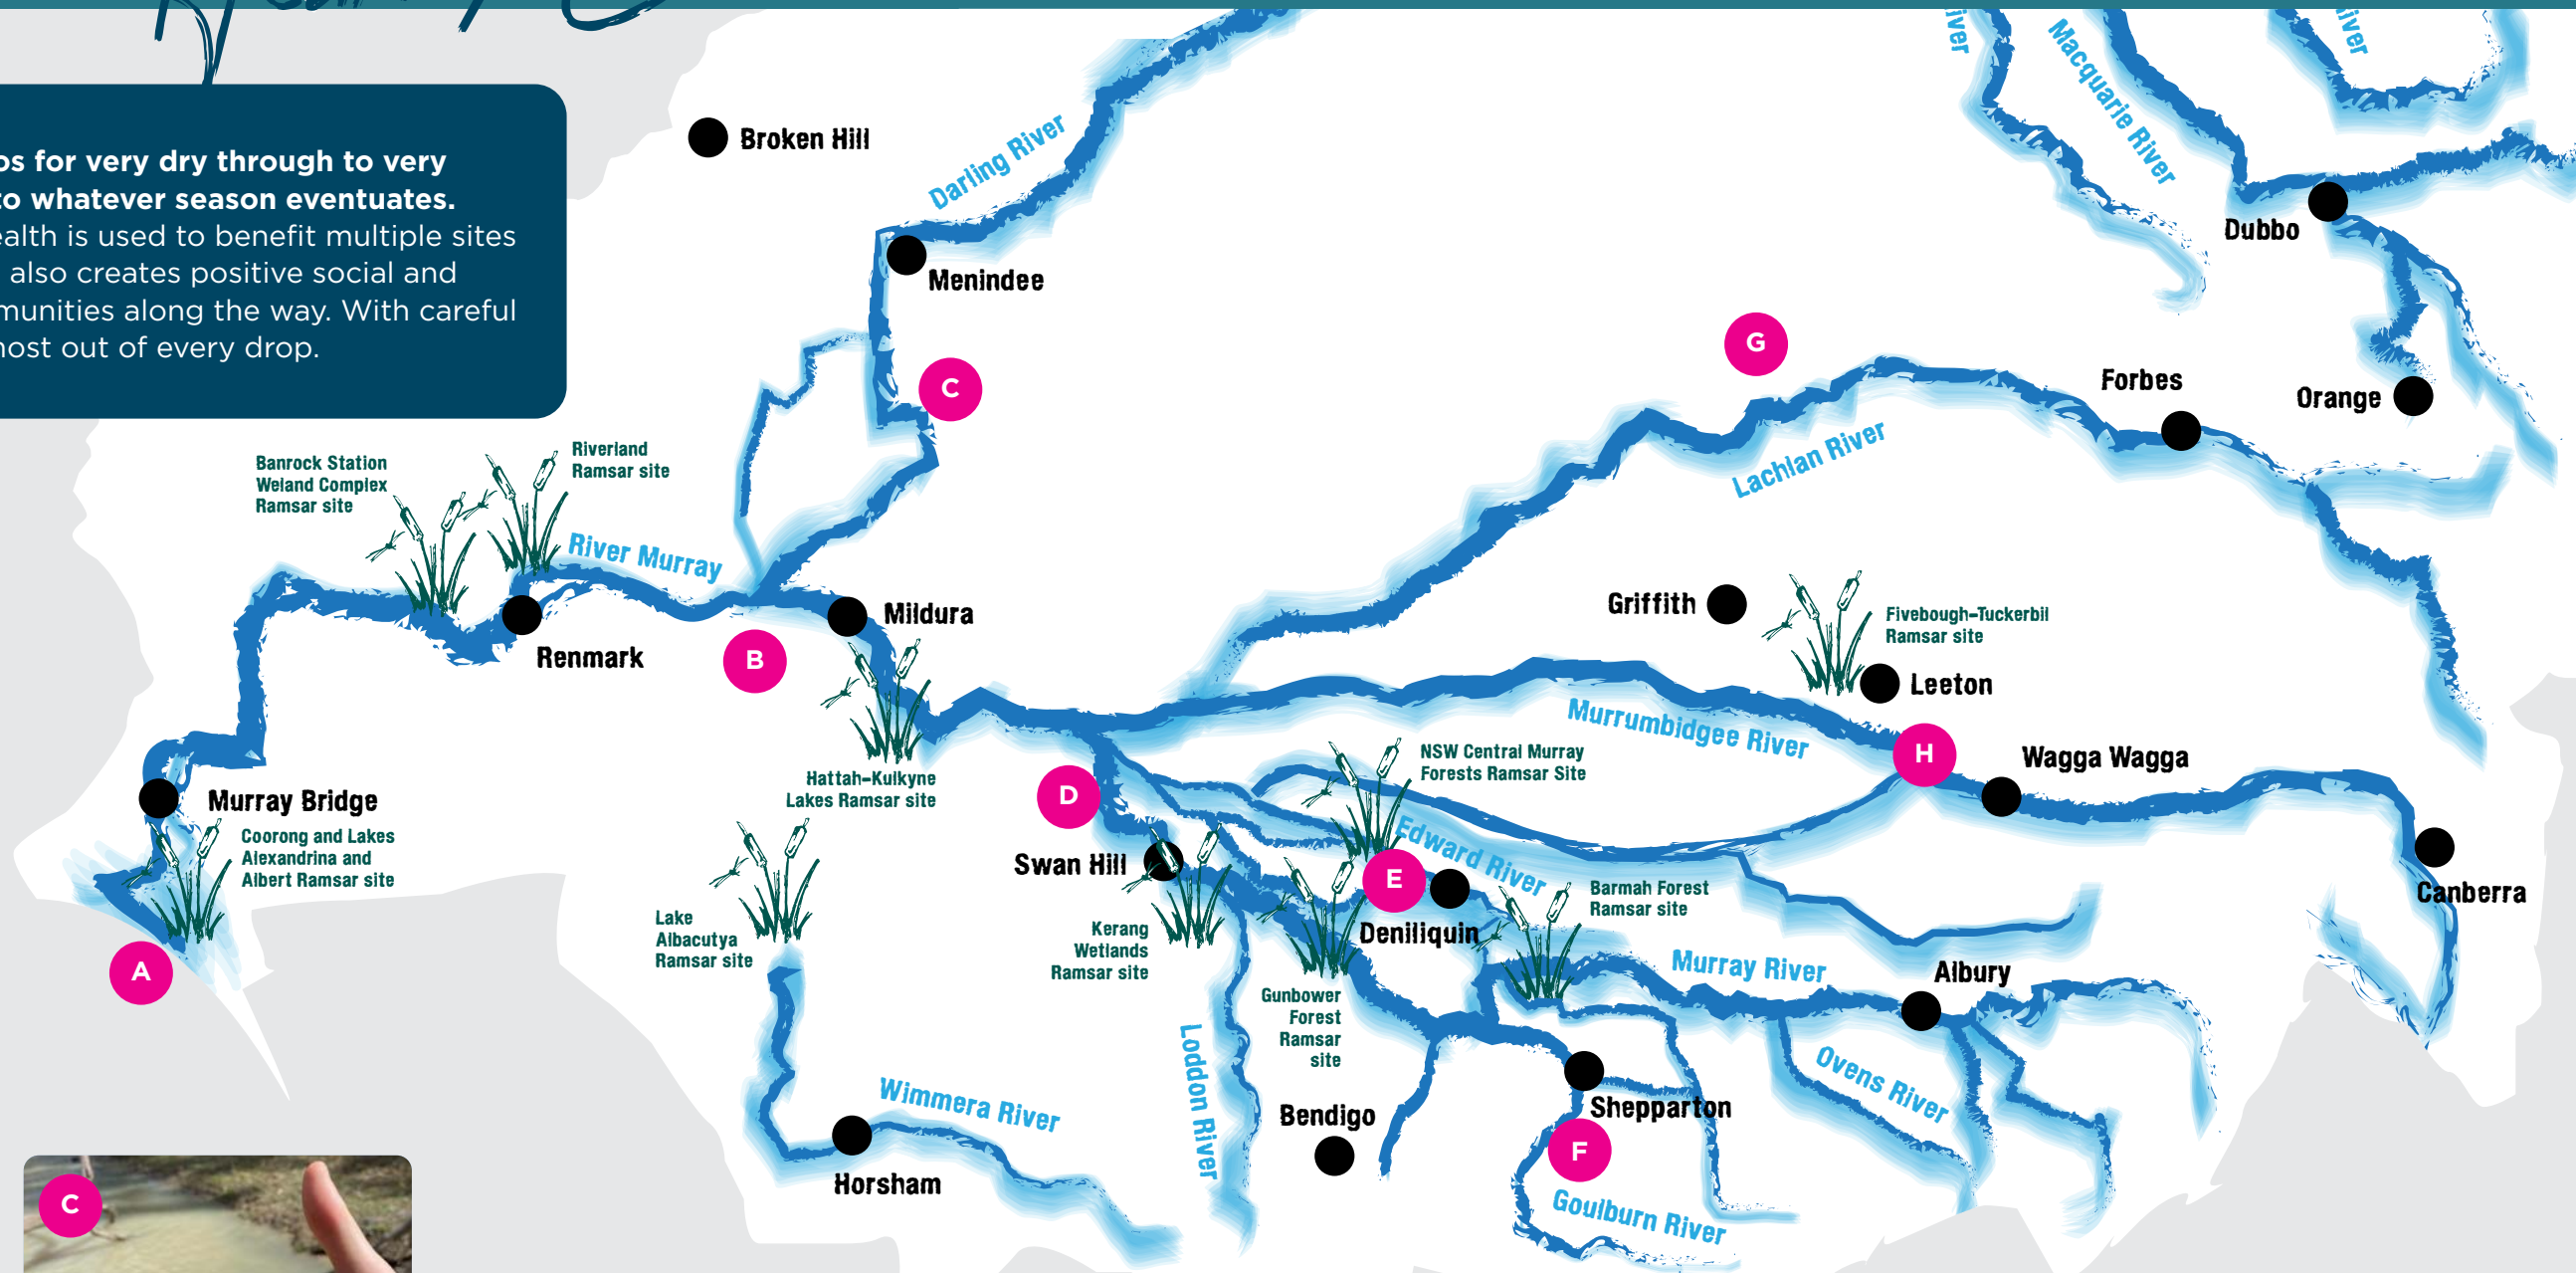 os for very dry through to very
to whatever season eventuates.
ealth is used to benefit multiple sites
also creates positive social and
munities along the way. With careful
most out of every drop.
iver
Macquarie River
iver
Broken Hill
Darling River
Dubbo
Menindee
G
C
Forbes
Orange
Lachlan River
Riverland
Ramsar site
Banrock Station
Weland Complex
Ramsar site
River Murray
Griffith
Fivebough-Tuckerbil
Ramsar site
Mildura
Renmark
B
Leeton
Murrumbidgee River
H
Wagga Wagga
NSW Central Murray
Forests Ramsar Site
Hattah-Kulkyne
Lakes Ramsar site
D
Murray Bridge
Coorong and Lakes
Alexandrina and
Albert Ramsar site
Edward River
Swan Hill
E
Barmah Forest
Ramsar site
Canberra
Lake
Albacutya
Ramsar site
Kerang
Wetlands
Ramsar site
Deniliquin
A
Murray River
Albury
Gunbower
Forest
Ramsar
site
Loddon River
Ovens River
Wimmera River
Bendigo
Shepparton
F
Horsham
C
Goulburn River